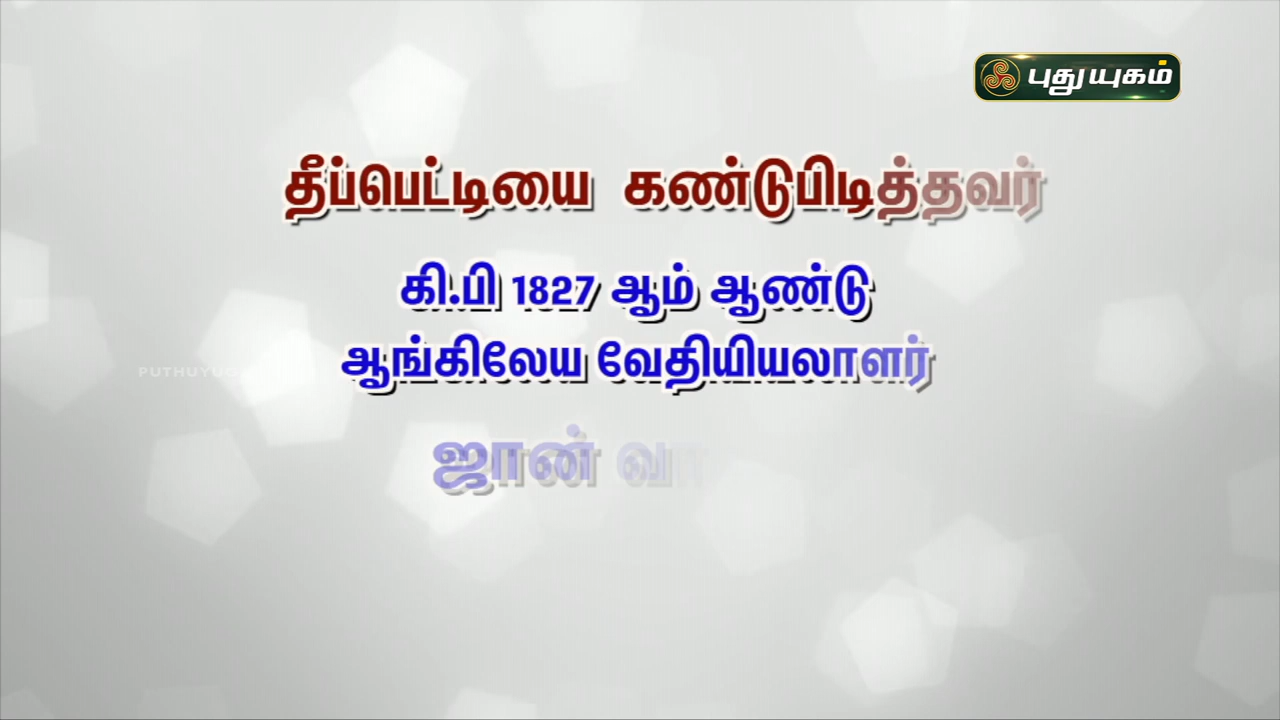 புதுயுகம்
தீப்பெட்டியை கண்டுபிடித்தவர்
கி.பி 1827 ஆம் ஆண்டு
ஆங்கிலேய வேதியியலாளர்
ஜான்